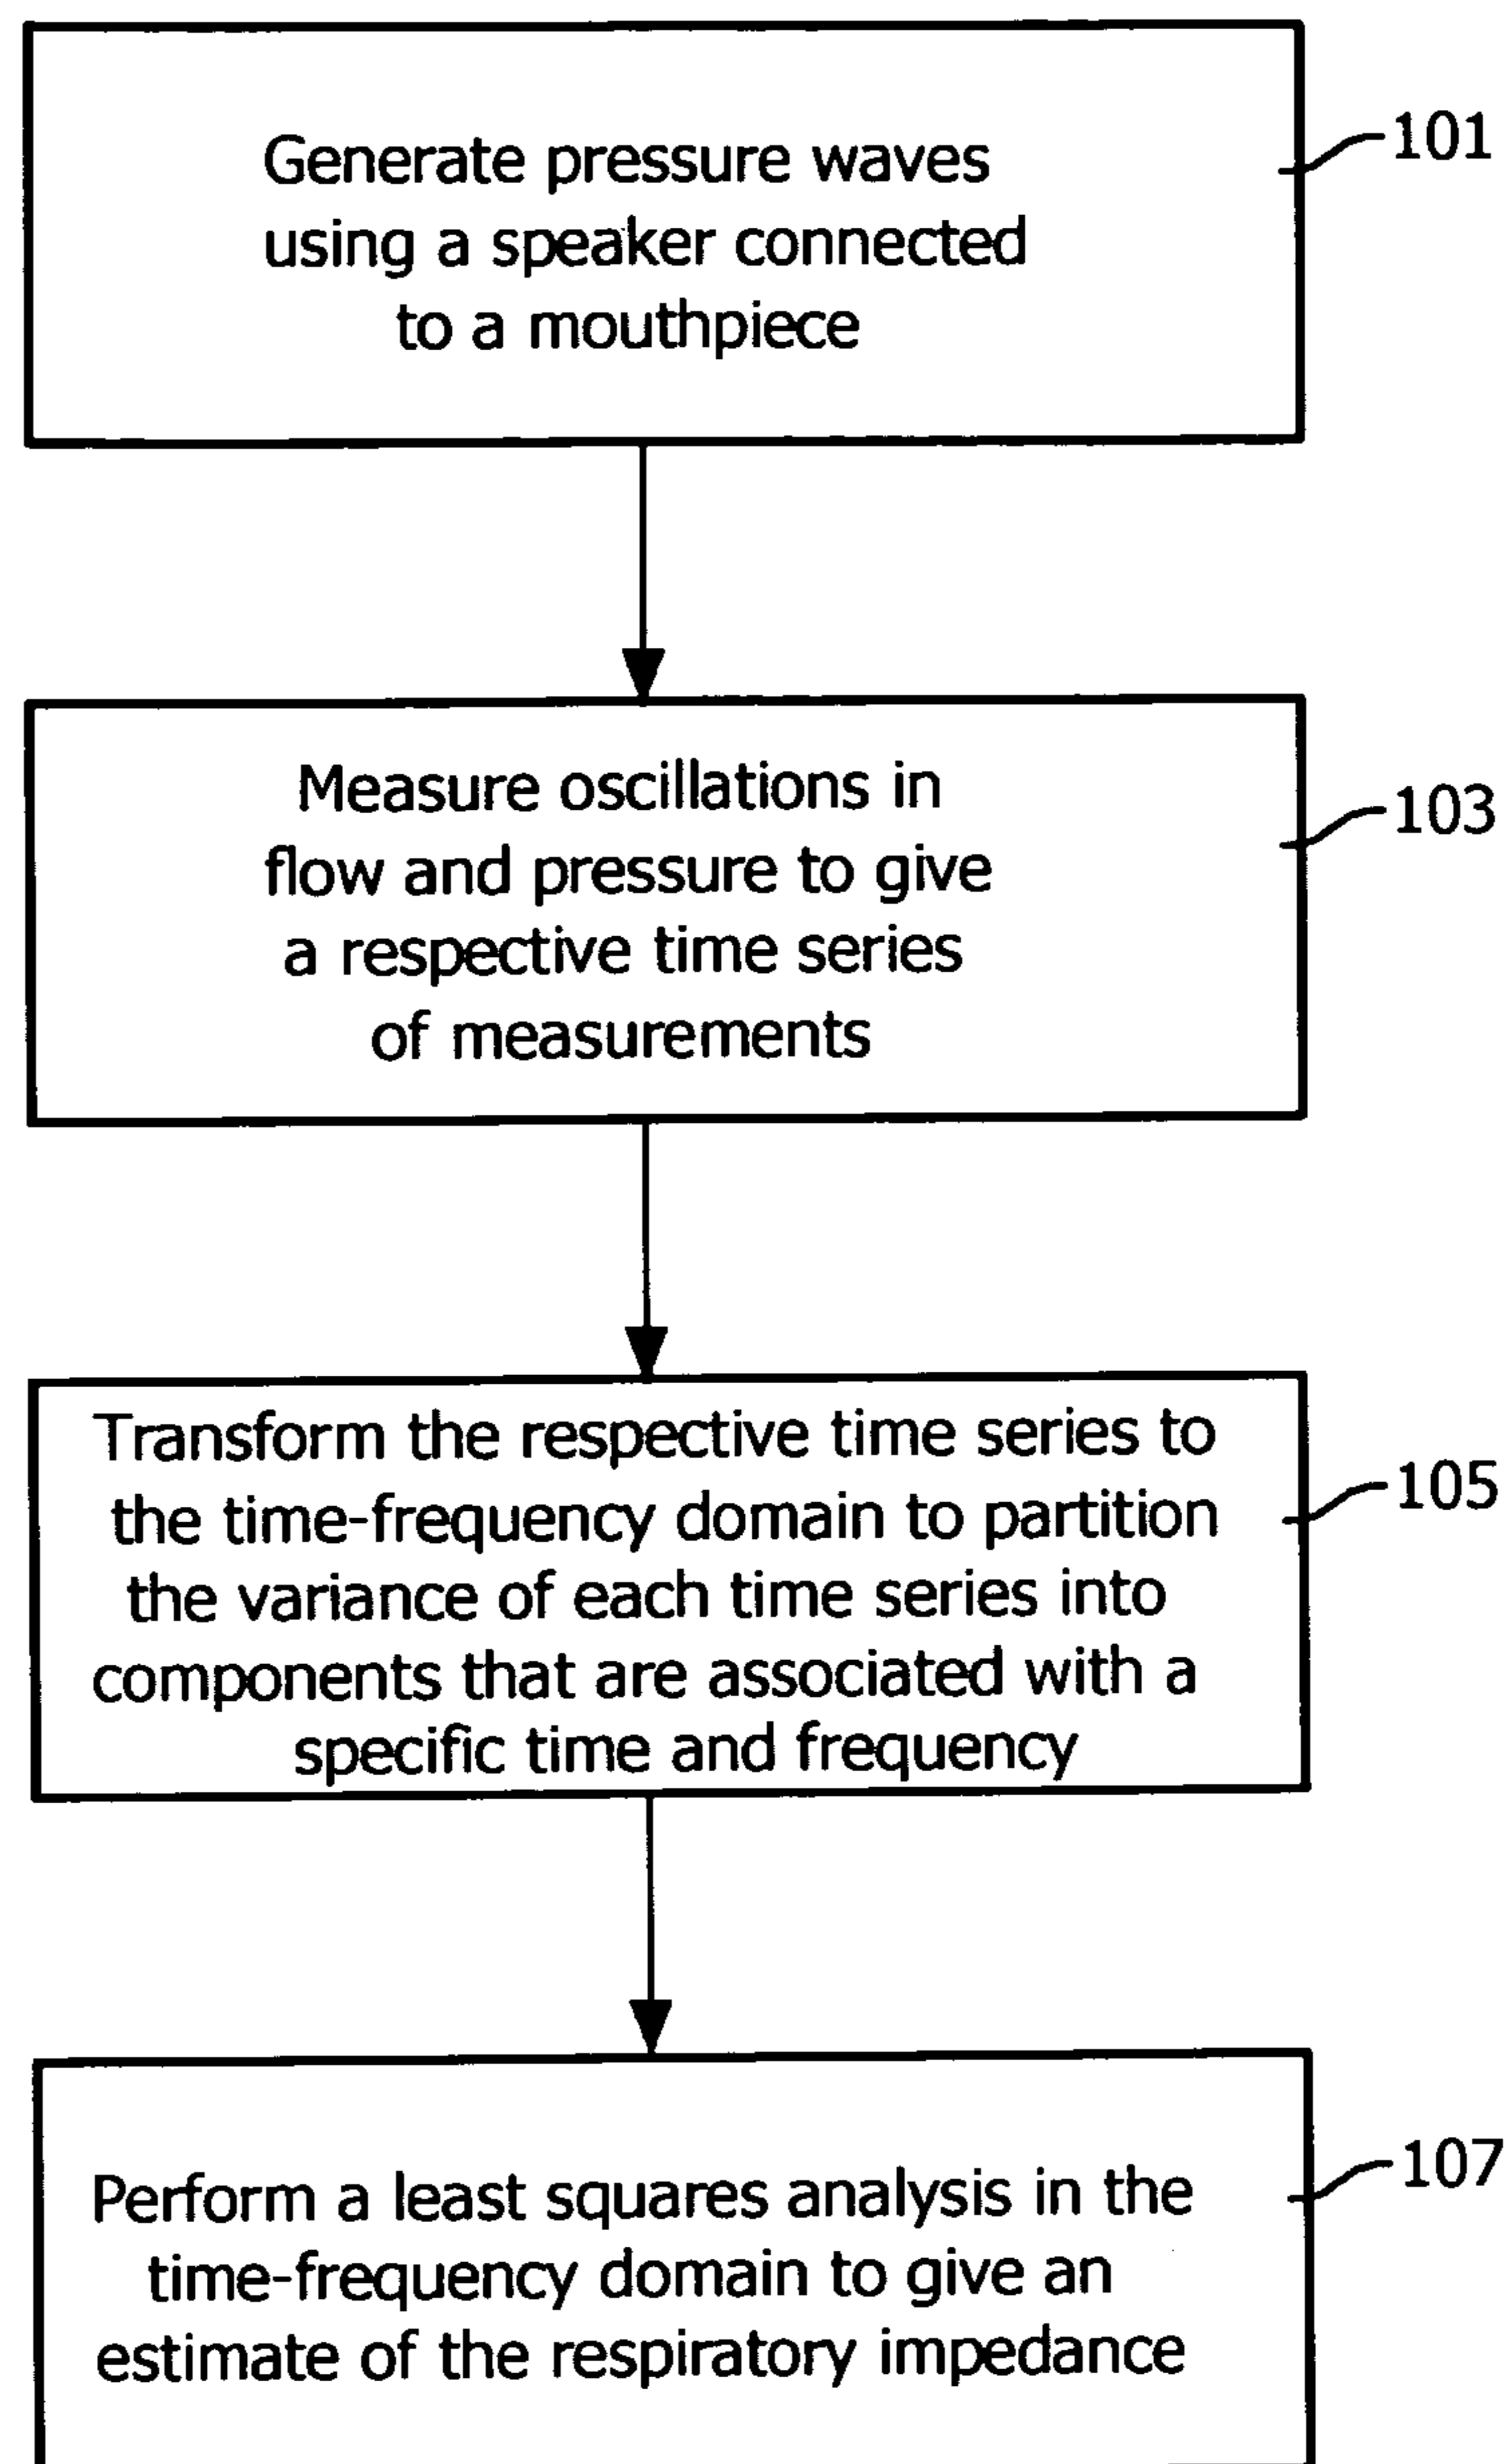 Generate pressure waves
using a speaker connected
to a mouthpiece
101
Measure oscillations in
flow and pressure to give
a respective time series
of measurements
103
Transform the respective time series to
the time-frequency domain to partition
the variance of each time series into
components that are associated with a
specific time and frequency
105
Perform a least squares analysis in the
time-frequency domain to give an
estimate of the respiratory impedance
107